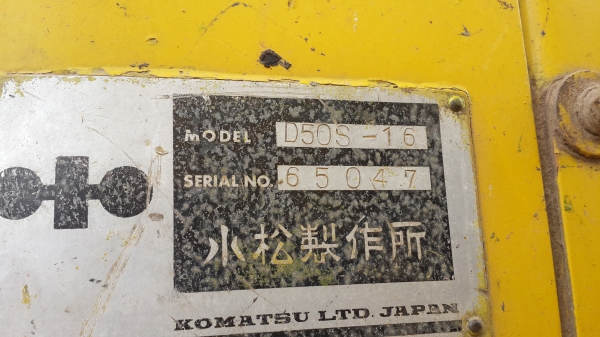 MODEL D50S-16
SERIAL NO. 65047
小松製作所
KOMATSU LTD. JAPAN